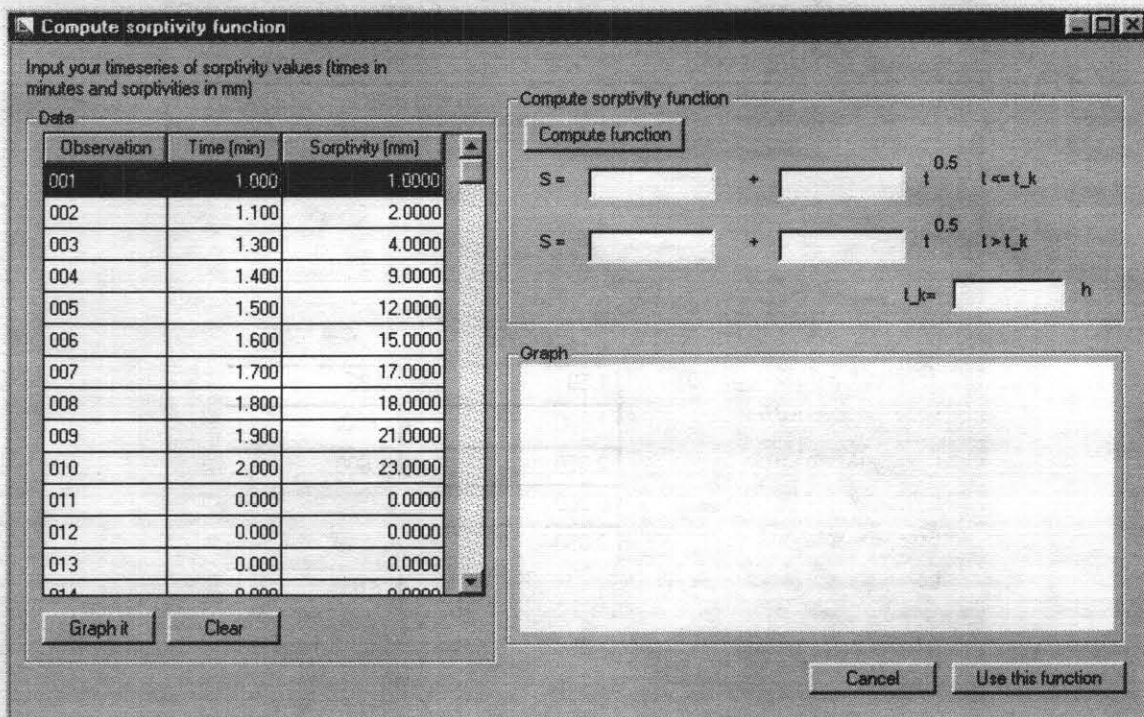 Compute sorptivity function
Input your timeseries of sorptivity values (times in
minutes and sorptivities in mm)
Data
Observation Time (min) Sorptivity (mm)
001 1.000 1.0000
002 1.100 2.0000
003 1.300 4.0000
004 1.400 9.0000
005 1.500 12.0000
006 1.600 15.0000
007 1.700 17.0000
008 1.800 18.0000
009 1.900 21.0000
010 2.000 23.0000
011 0.000 0.0000
012 0.000 0.0000
013 0.000 0.0000
014 0.000 0.0000
Graph it Clear
Compute sorptivity function
Compute function
S = + t 0.5 t <= t_k
S = + t 0.5 t > t_k
t_k= h
Graph
Cancel Use this function